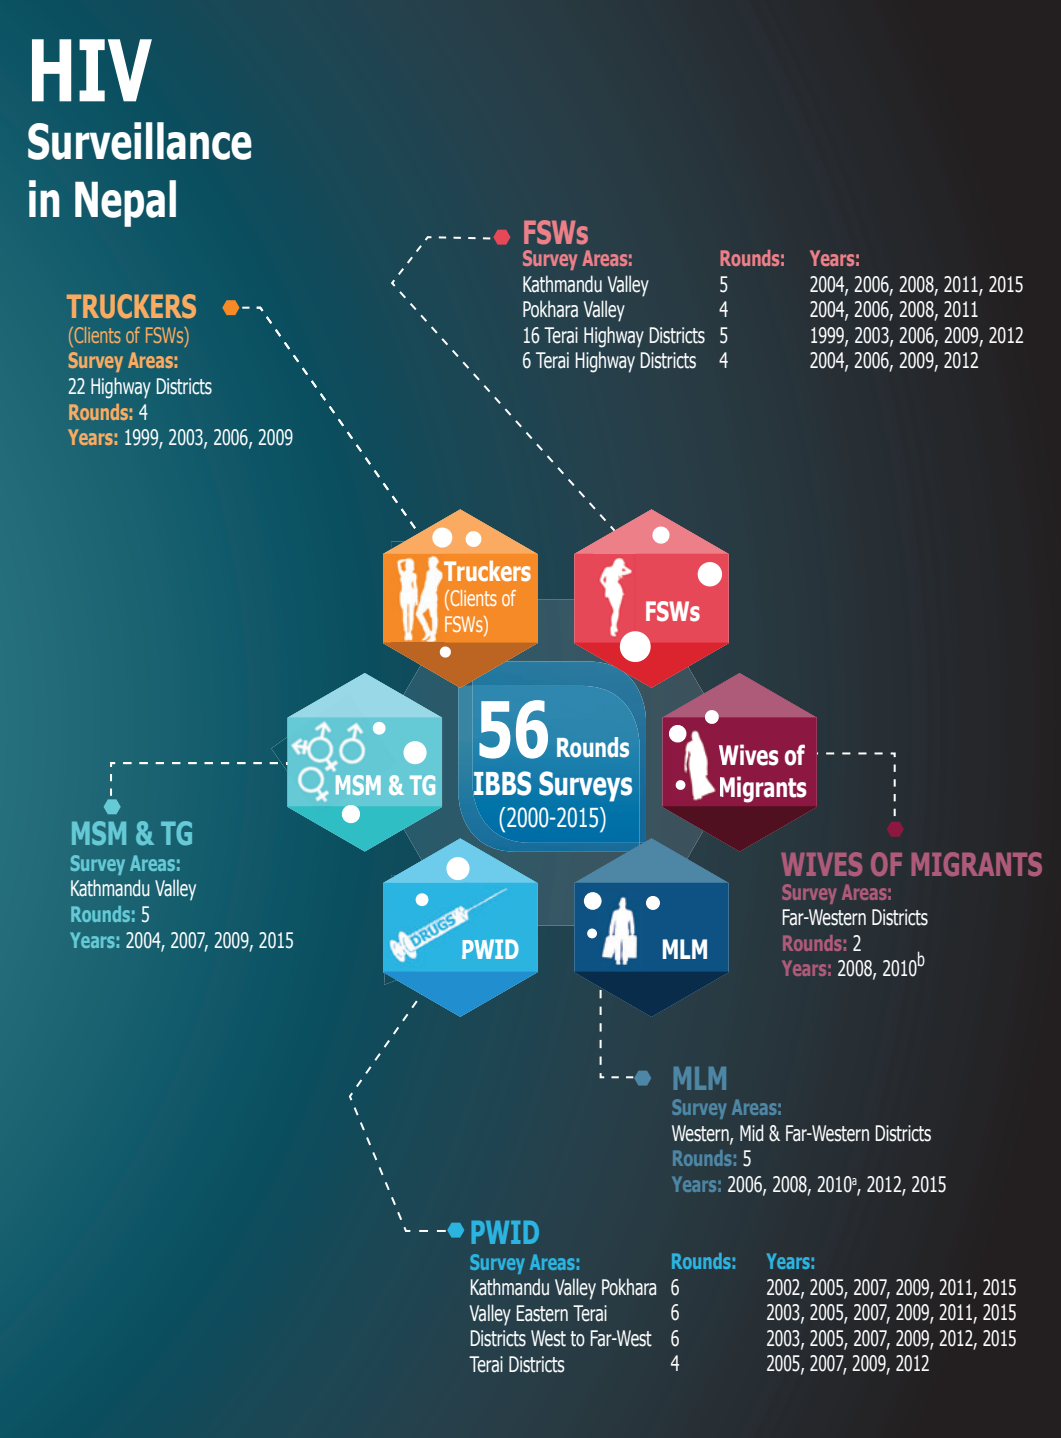 HIV
Surveillance
in Nepal
FSWs
Survey Areas: Rounds: Years:
Kathmandu Valley 5 2004, 2006, 2008, 2011, 2015
Pokhara Valley 4 2004, 2006, 2008, 2011
16 Terai Highway Districts 5 1999, 2003, 2006, 2009, 2012
6 Terai Highway Districts 4 2004, 2006, 2009, 2012
TRUCKERS
(Clients of FSWs)
Survey Areas:
22 Highway Districts
Rounds: 4
Years: 1999, 2003, 2006, 2009
Truckers
(Clients of
FSWs)
FSWs
MSM & TG
56 Rounds
IBBS Surveys
(2000-2015)
Wives of
Migrants
DRUGS
PWID
MLM
MSM & TG
Survey Areas:
Kathmandu Valley
Rounds: 5
Years: 2004, 2007, 2009, 2015
WIVES OF MIGRANTS
Survey Areas:
Far-Western Districts
Rounds: 2
Years: 2008, 2010b
MLM
Survey Areas:
Western, Mid & Far-Western Districts
Rounds: 5
Years: 2006, 2008, 2010a, 2012, 2015
PWID
Survey Areas: Rounds: Years:
Kathmandu Valley Pokhara 6 2002, 2005, 2007, 2009, 2011, 2015
Valley Eastern Terai 6 2003, 2005, 2007, 2009, 2011, 2015
Districts West to Far-West 6 2003, 2005, 2007, 2009, 2012, 2015
Terai Districts 4 2005, 2007, 2009, 2012